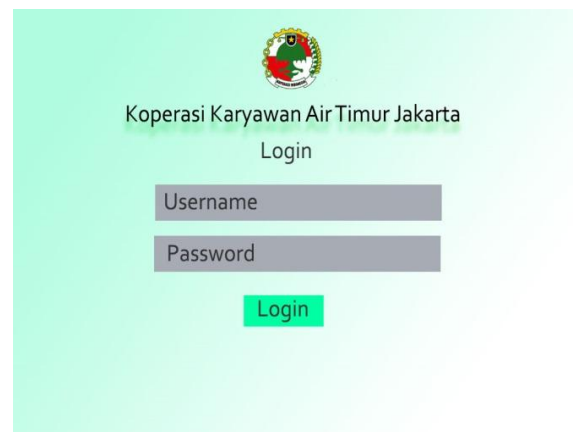 Koperasi Karyawan Air Timur Jakarta
Login
Username
Password
Login